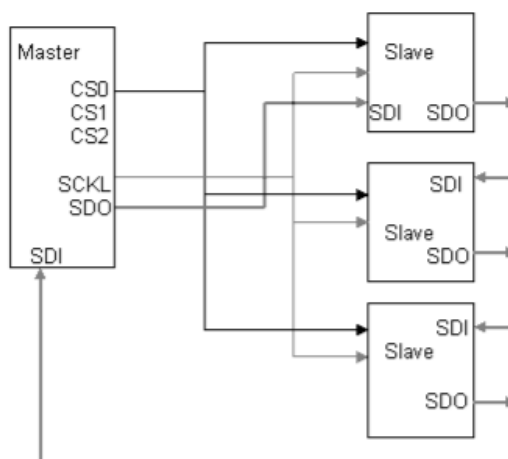 Master
CS0
CS1
CS2
SCKL
SDO
SDI
Slave
SDI SDO
SDI
Slave
SDO
SDI
Slave
SDO